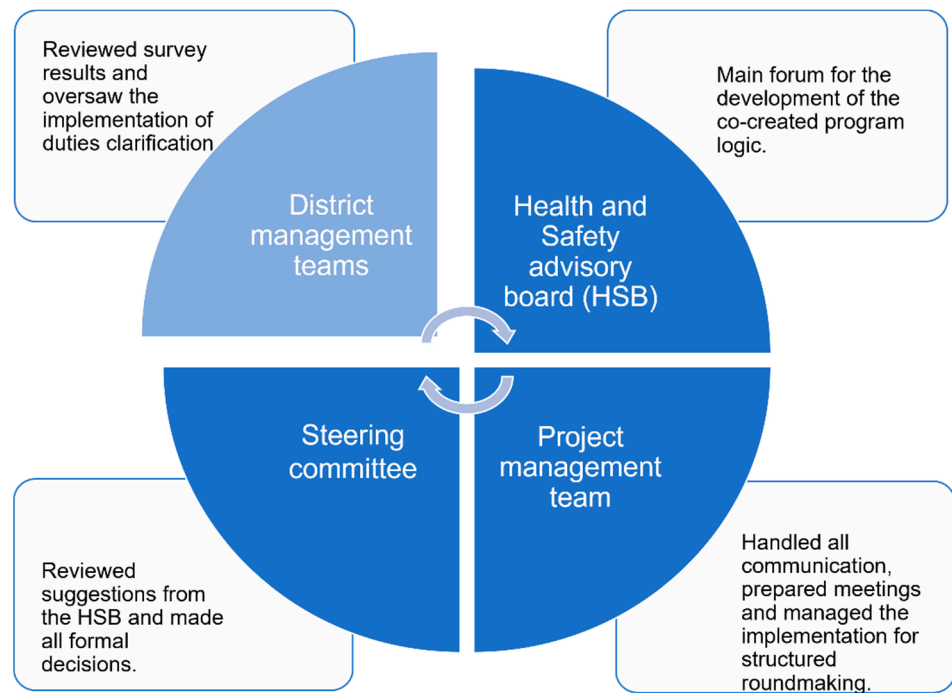 Reviewed survey
results and
oversaw the
implementation of
duties clarification
Main forum for the
development of the
co-created program
logic.
District
management
teams
Health and
Safety
advisory
board (HSB)
Steering
committee
Project
management
team
Reviewed
suggestions from
the HSB and made
all formal
decisions.
Handled all
communication,
prepared meetings
and managed the
implementation for
structured
roundmaking.